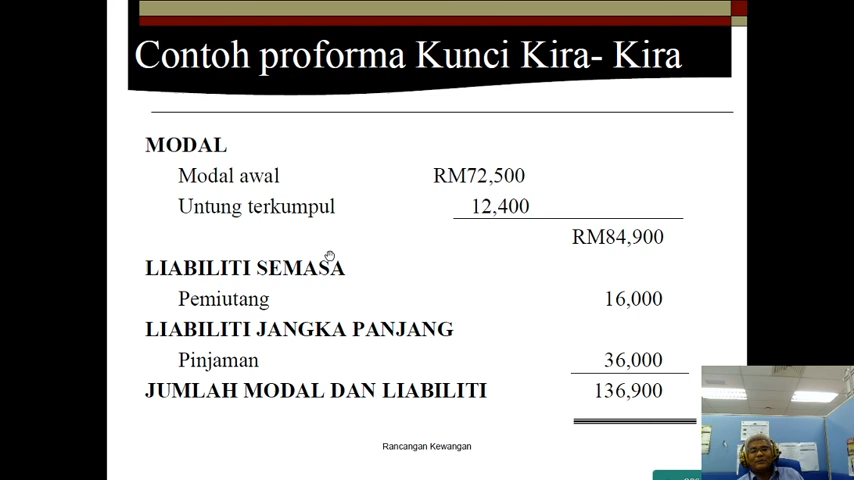 Contoh proforma Kunci Kira- Kira
MODAL
Modal awal RM72,500
Untung terkumpul 12,400
RM84,900
LIABILITI SEMASA
Pemiutang 16,000
LIABILITI JANGKA PANJANG
Pinjaman 36,000
JUMLAH MODAL DAN LIABILITI 136,900
Rancangan Kewangan